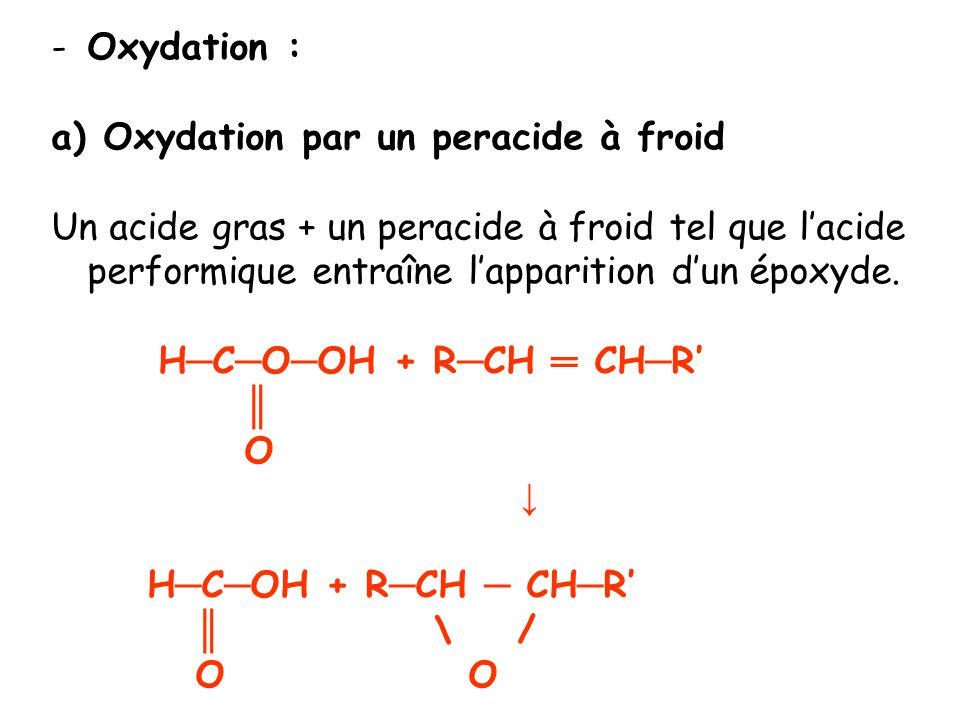 - Oxydation :
a) Oxydation par un peracide à froid
Un acide gras + un peracide à froid tel que l’acide
performique entraîne l’apparition d’un époxyde.
H─C─O─OH + R─CH ═ CH─R’
║
O
↓
H─C─OH + R─CH ─ CH─R’
║ \ /
O O